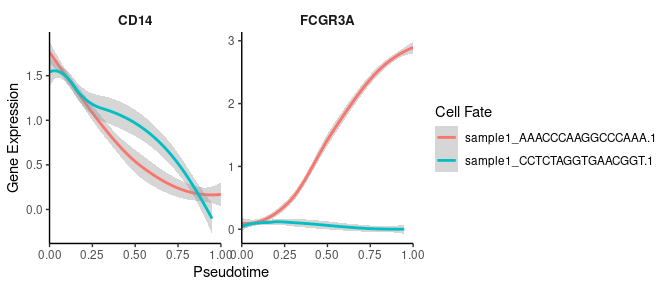 CD14
FCGR3A
Gene Expression
1.5
1.0
0.5
0.0
3
2
1
0
0.00 0.25 0.50 0.75 1.00
0.00 0.25 0.50 0.75 1.00
Pseudotime
Cell Fate
sample1_AAACCCAAGGCCCAAA.1
sample1_CCTCTAGGTGAACGGT.1